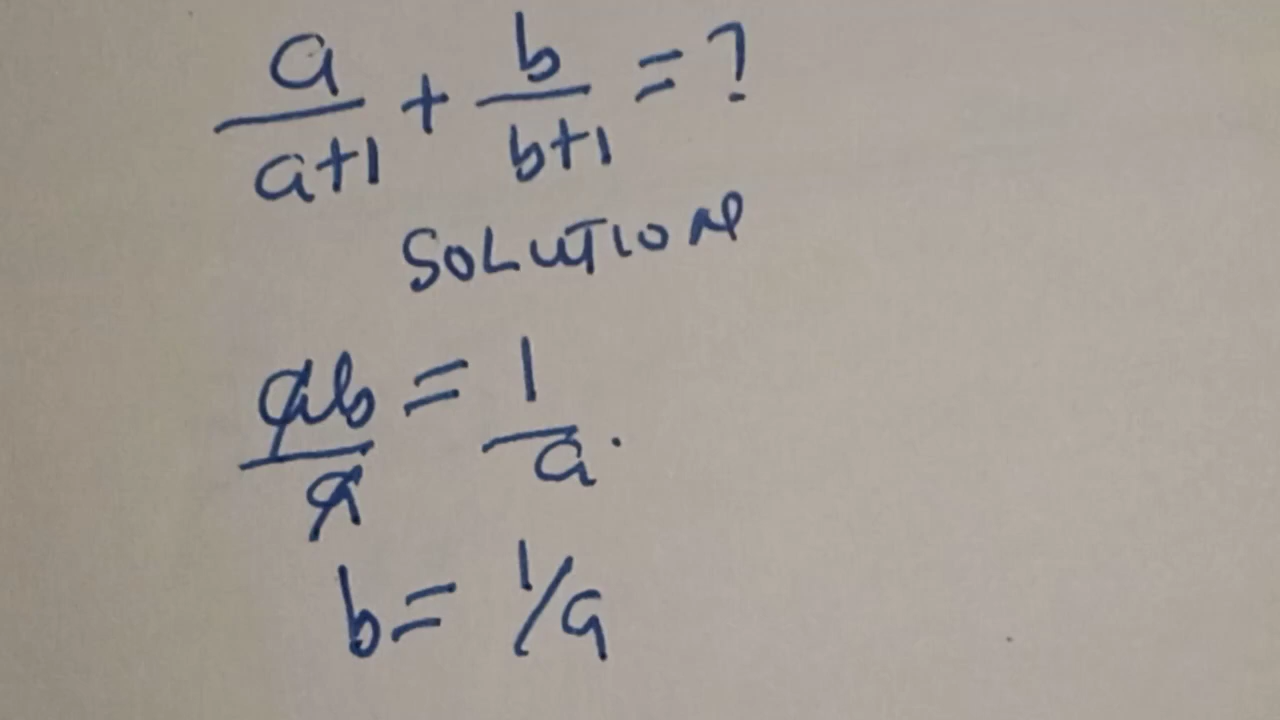 a/a+1 + b/b+1 = ?
SOLUTION
ab/a = 1/a.
b = 1/a